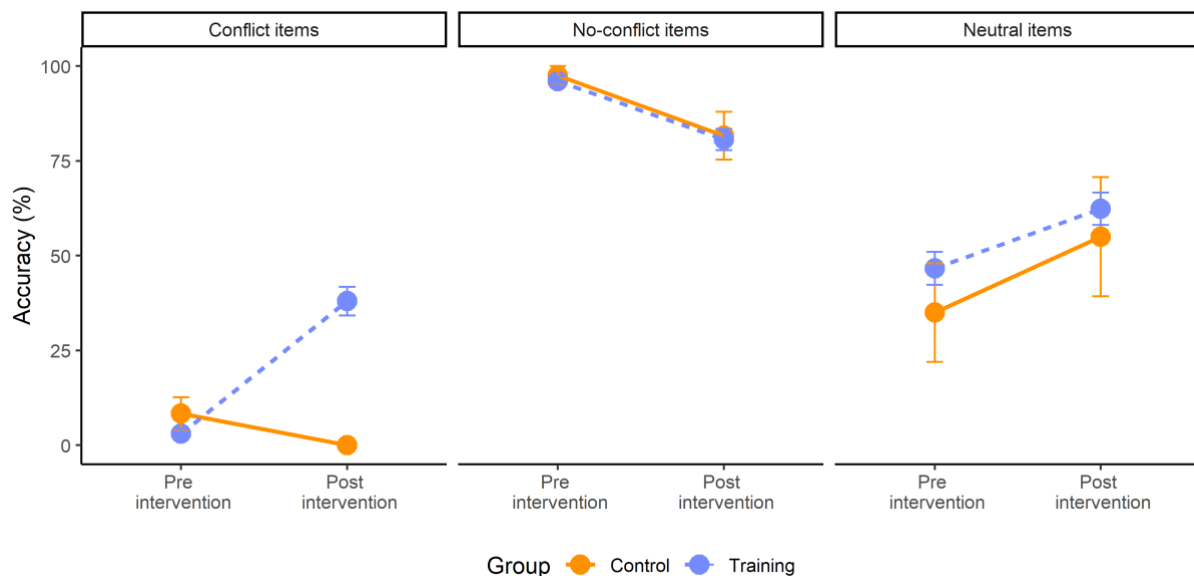 Conflict items
No-conflict items
Neutral items
Accuracy (%)
100
75
50
25
0
Pre
intervention
Post
intervention
Pre
intervention
Post
intervention
Pre
intervention
Post
intervention
Group
Control
Training